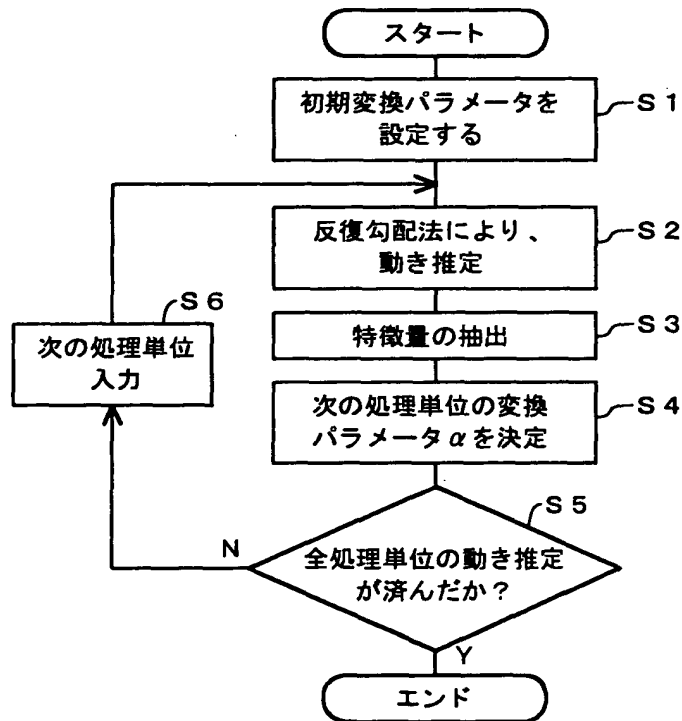 スタート
初期変換パラメータを
設定する
S1
反復勾配法により、
動き推定
S2
特徴量の抽出
S3
次の処理単位の変換
パラメータαを決定
S4
S5
全処理単位の動き推定
が済んだか？
N
S6
次の処理単位
入力
Y
エンド